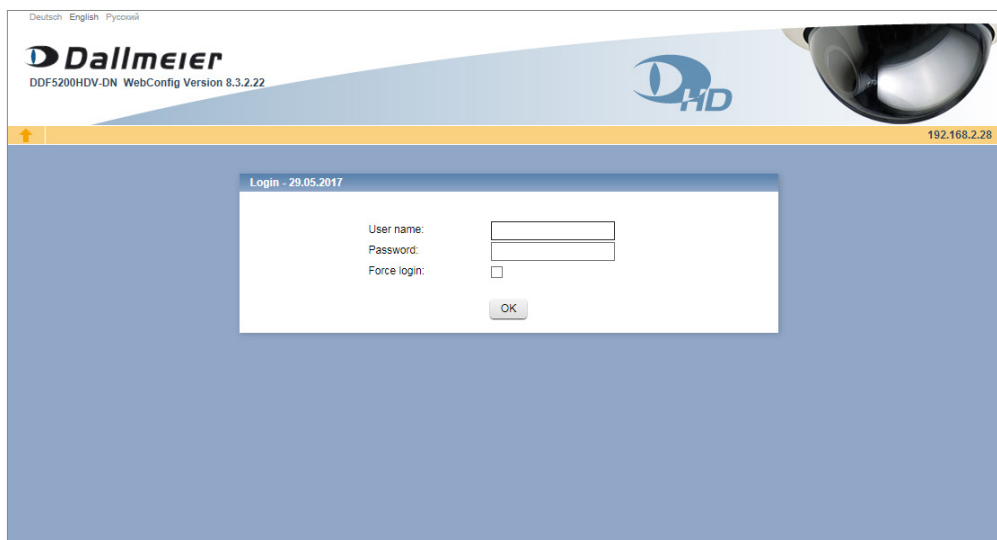 Deutsch English Русский
Dallmeier
DDF5200HDV-DN WebConfig Version 8.3.2.22
DHD
192.168.2.28
Login - 29.05.2017
User name:
Password:
Force login:
OK